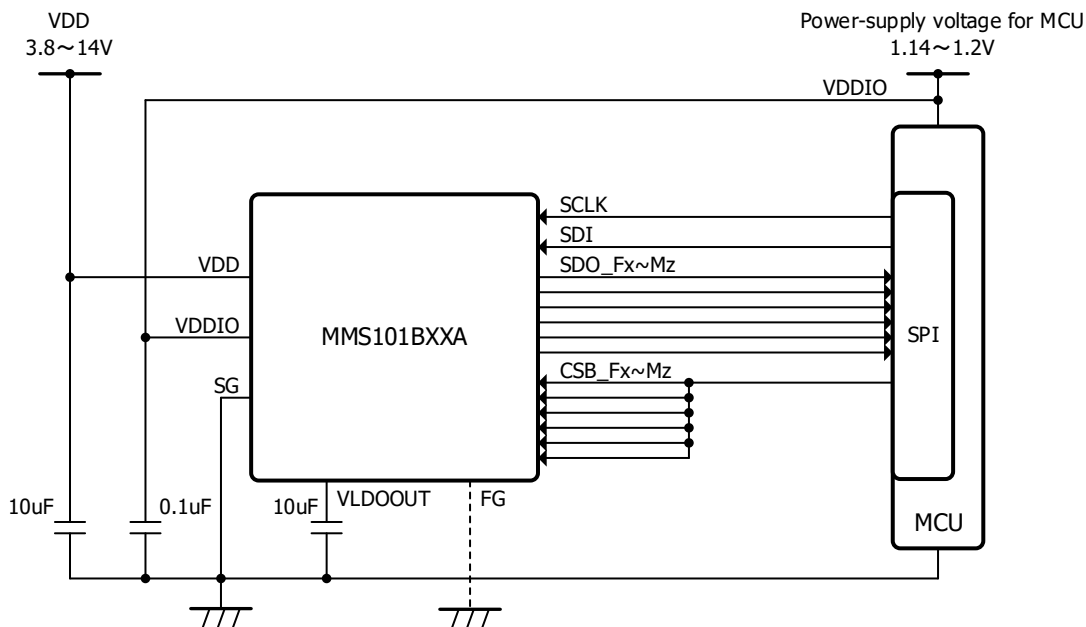 VDD
3.8～14V
Power-supply voltage for MCU
1.14～1.2V
VDDIO
SCLK
SDI
VDD
SDO_Fx~Mz
VDDIO
MMS101BXXA
SPI
SG
CSB_Fx~Mz
10uF
0.1uF
10uF
VLDOOUT
FG
MCU